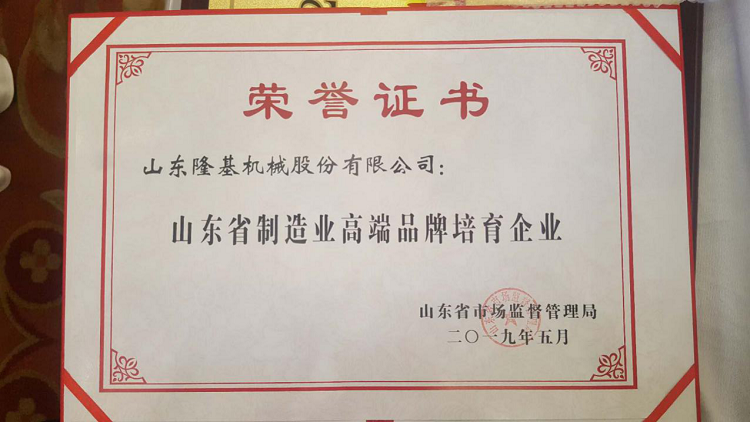 荣誉证书
山东隆基机械股份有限公司：
山东省制造业高端品牌培育企业
山东省市场监督管理局
二〇一九年五月